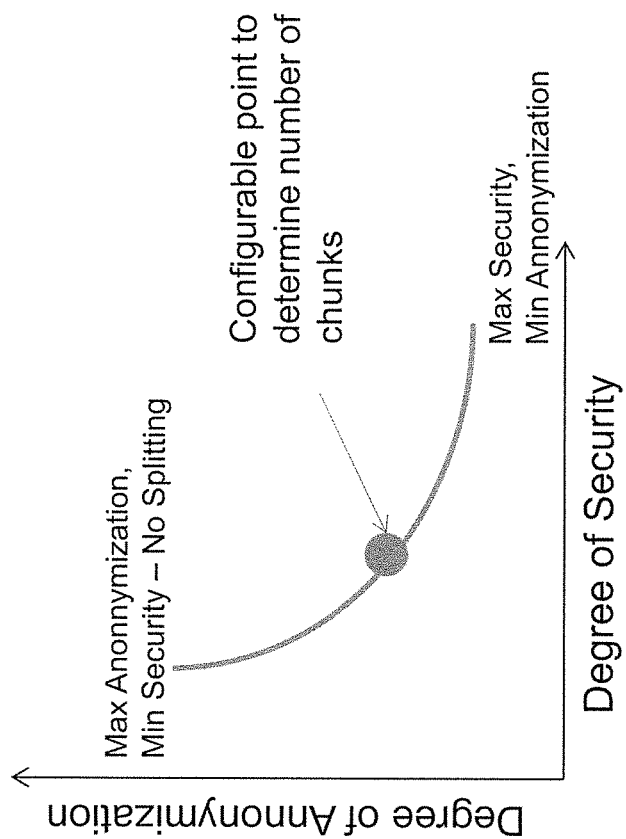 Max Anonnymization,
Min Security – No Splitting
Configurable point to
determine number of
chunks
Max Security,
Min Annonymization
Degree of Security
Degree of Annonymization